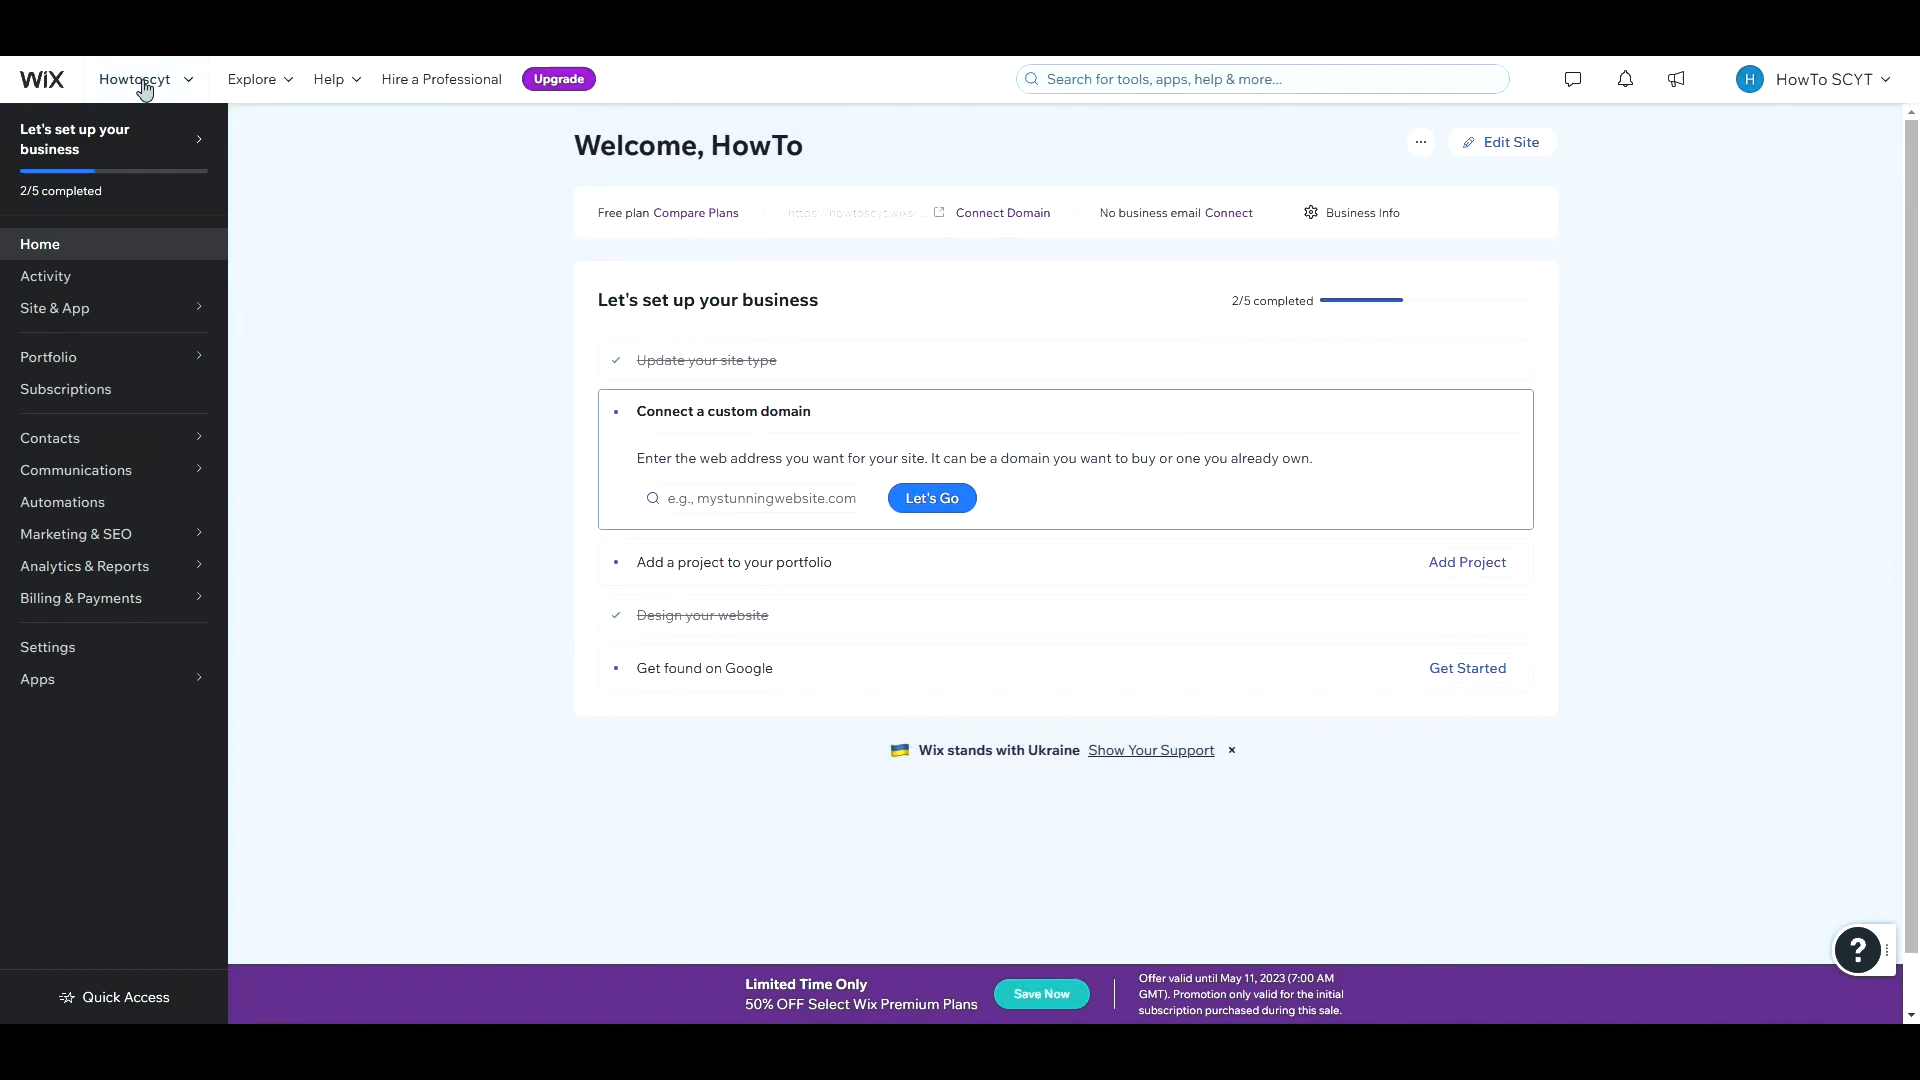 WIX
Howtoscyt
Explore
Help
Hire a Professional
Upgrade
Search for tools, apps, help & more...
H
HowTo SCYT
Let's set up your
business
2/5 completed
Home
Activity
Site & App
Portfolio
Subscriptions
Contacts
Communications
Automations
Marketing & SEO
Analytics & Reports
Billing & Payments
Settings
Apps
Quick Access
Welcome, HowTo
...
Edit Site
Free plan Compare Plans
https://howtoscyt.wixsi...
Connect Domain
No business email Connect
Business Info
Let's set up your business
2/5 completed
Update your site type
Connect a custom domain
Enter the web address you want for your site. It can be a domain you want to buy or one you already own.
e.g., mystunningwebsite.com
Let's Go
Add a project to your portfolio
Add Project
Design your website
Get found on Google
Get Started
Wix stands with Ukraine Show Your Support ×
?
Limited Time Only
50% OFF Select Wix Premium Plans
Save Now
Offer valid until May 11, 2023 (7:00 AM
GMT). Promotion only valid for the initial
subscription purchased during this sale.